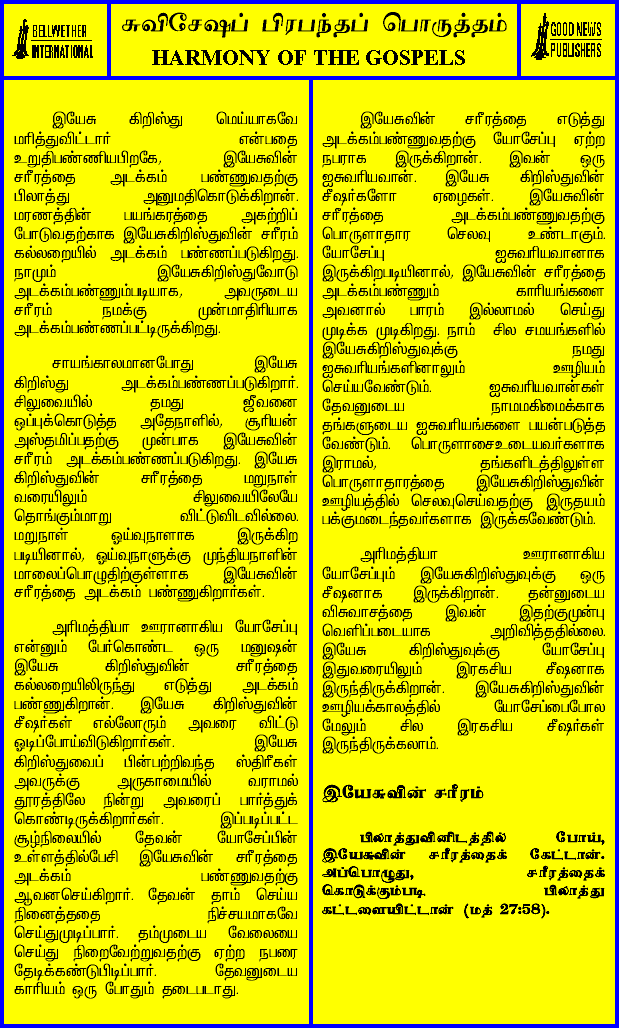 BELLWETHER
INTERNATIONAL
சுவிசேஷப் பிரபந்தப் பொருத்தம்
HARMONY OF THE GOSPELS
GOOD NEWS
PUBLISHERS
இயேசு கிறிஸ்து மெய்யாகவே
மரித்துவிட்டார் என்பதை
உறுதிபண்ணியபிறகே, இயேசுவின்
சரீரத்தை அடக்கம் பண்ணுவதற்கு
பிலாத்து அனுமதிகொடுக்கிறான்.
மரணத்தின் பயங்கரத்தை அகற்றிப்
போடுவதற்காக இயேசுகிறிஸ்துவின் சரீரம்
கல்லறையில் அடக்கம் பண்ணப்படுகிறது.
நாமும் இயேசுகிறிஸ்துவோடு
அடக்கம்பண்ணும்படியாக, அவருடைய
சரீரம் நமக்கு முன்மாதிரியாக
அடக்கம்பண்ணப்பட்டிருக்கிறது.
சாயங்காலமானபோது இயேசு
கிறிஸ்து அடக்கம்பண்ணப்படுகிறார்.
சிலுவையில் தமது ஜீவனை
ஒப்புக்கொடுத்த அதேநாளில், சூரியன்
அஸ்தமிப்பதற்கு முன்பாக இயேசுவின்
சரீரம் அடக்கம்பண்ணப்படுகிறது. இயேசு
கிறிஸ்துவின் சரீரத்தை மறுநாள்
வரையிலும் சிலுவையிலேயே
தொங்கும்மாறு விட்டுவிடவில்லை.
மறுநாள் ஓய்வுநாளாக இருக்கிற
படியினால், ஓய்வுநாளுக்கு முந்தியநாளின்
மாலைப்பொழுதிற்குள்ளாக இயேசுவின்
சரீரத்தை அடக்கம் பண்ணுகிறார்கள்.
அரிமத்தியா ஊரானாகிய யோசேப்பு
என்னும் பேர்கொண்ட ஒரு மனுஷன்
இயேசு கிறிஸ்துவின் சரீரத்தை
கல்லறையிலிருந்து எடுத்து அடக்கம்
பண்ணுகிறான். இயேசு கிறிஸ்துவின்
சீஷர்கள் எல்லோரும் அவரை விட்டு
ஓடிப்போய்விடுகிறார்கள். இயேசு
கிறிஸ்துவைப் பின்பற்றிவந்த ஸ்திரீகள்
அவருக்கு அருகாமையில் வராமல்
தூரத்திலே நின்று அவரைப் பார்த்துக்
கொண்டிருக்கிறார்கள். இப்படிப்பட்ட
சூழ்நிலையில் தேவன் யோசேப்பின்
உள்ளத்தில்பேசி இயேசுவின் சரீரத்தை
அடக்கம் பண்ணுவதற்கு
ஆவனசெய்கிறார். தேவன் தாம் செய்ய
நினைத்ததை நிச்சயமாகவே
செய்துமுடிப்பார். தம்முடைய வேலையை
செய்து நிறைவேற்றுவதற்கு ஏற்ற நபரை
தேடிக்கண்டுபிடிப்பார். தேவனுடைய
காரியம் ஒரு போதும் தடைபடாது.
இயேசுவின் சரீரத்தை எடுத்து
அடக்கம்பண்ணுவதற்கு யோசேப்பு ஏற்ற
நபராக இருக்கிறான். இவன் ஒரு
ஐசுவரியவான். இயேசு கிறிஸ்துவின்
சீஷர்களோ ஏழைகள். இயேசுவின்
சரீரத்தை அடக்கம்பண்ணுவதற்கு
பொருளாதார செலவு உண்டாகும்.
யோசேப்பு ஐசுவரியவானாக
இருக்கிறபடியினால், இயேசுவின் சரீரத்தை
அடக்கம்பண்ணும் காரியங்களை
அவனால் பாரம் இல்லாமல் செய்து
முடிக்க முடிகிறது. நாம் சில சமயங்களில்
இயேசுகிறிஸ்துவுக்கு நமது
ஐசுவரியங்களினாலும் ஊழியம்
செய்யவேண்டும். ஐசுவரியவான்கள்
தேவனுடைய நாமமகிமைக்காக
தங்களுடைய ஐசுவரியங்களை பயன்படுத்த
வேண்டும். பொருளாசைஉடையவர்களாக
இராமல், தங்களிடத்திலுள்ள
பொருளாதாரத்தை இயேசுகிறிஸ்துவின்
ஊழியத்தில் செலவுசெய்வதற்கு இருதயம்
பக்குமடைந்தவர்களாக இருக்கவேண்டும்.
அரிமத்தியா ஊரானாகிய
யோசேப்பும் இயேசுகிறிஸ்துவுக்கு ஒரு
சீஷனாக இருக்கிறான். தன்னுடைய
விசுவாசத்தை இவன் இதற்குமுன்பு
வெளிப்படையாக அறிவித்ததில்லை.
இயேசு கிறிஸ்துவுக்கு யோசேப்பு
இதுவரையிலும் இரகசிய சீஷனாக
இருந்திருக்கிறான். இயேசுகிறிஸ்துவின்
ஊழியக்காலத்தில் யோசேப்பைபோல
மேலும் சில இரகசிய சீஷர்கள்
இருந்திருக்கலாம்.
இயேசுவின் சரீரம்
பிலாத்துவினிடத்தில் போய்,
இயேசுவின் சரீரத்தைக் கேட்டான்.
அப்பொழுது, சரீரத்தைக்
கொடுக்கும்படி பிலாத்து
கட்டளையிட்டான் (மத் 27:58).